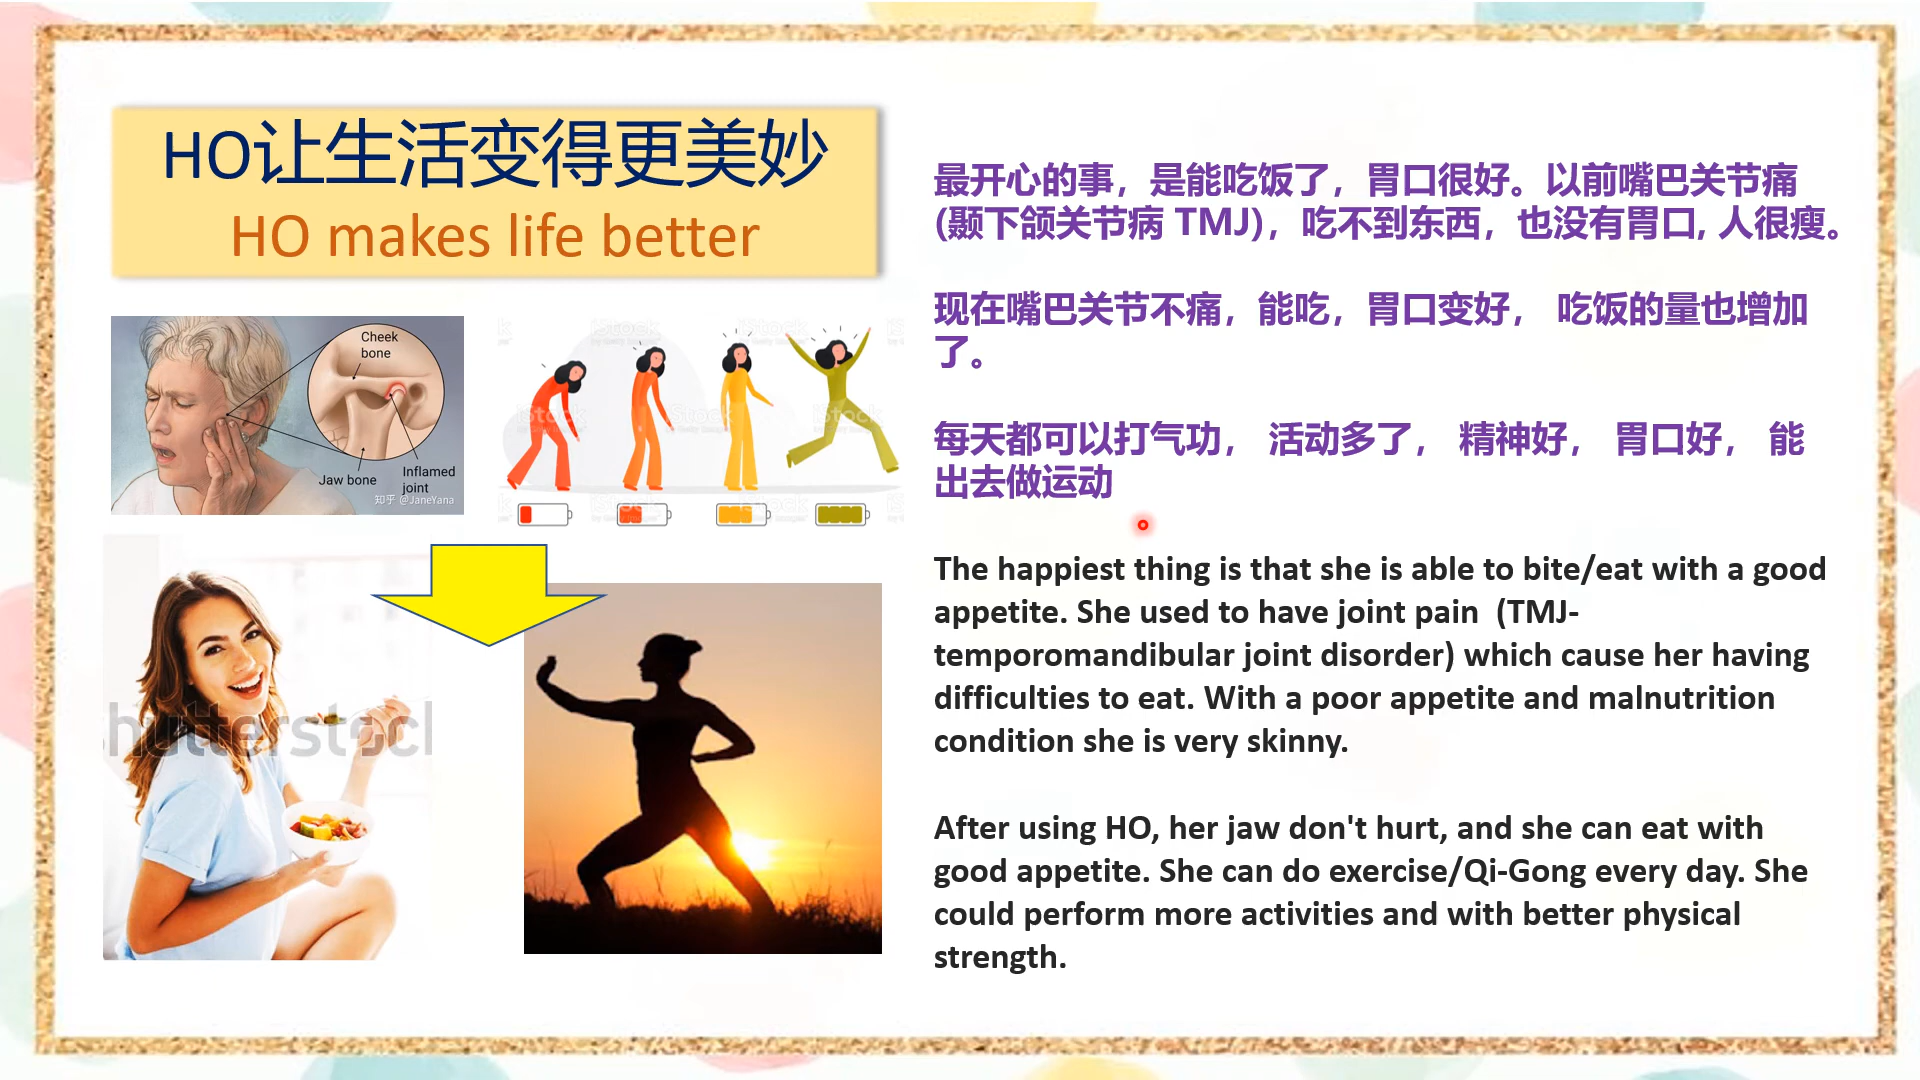 HO让生活变得更美妙
HO makes life better
Cheek
bone
Jaw bone
Inflamed
joint
知乎 @JaneYana
iStock
iStock
iStock
iStock
hutterstock
最开心的事，是能吃饭了，胃口很好。以前嘴巴关节痛
(颞下颌关节病 TMJ)，吃不到东西，也没有胃口, 人很瘦。
现在嘴巴关节不痛，能吃，胃口变好， 吃饭的量也增加
了。
每天都可以打气功， 活动多了， 精神好， 胃口好， 能
出去做运动
The happiest thing is that she is able to bite/eat with a good
appetite. She used to have joint pain  (TMJ-
temporomandibular joint disorder) which cause her having
difficulties to eat. With a poor appetite and malnutrition
condition she is very skinny.
After using HO, her jaw don't hurt, and she can eat with
good appetite. She can do exercise/Qi-Gong every day. She
could perform more activities and with better physical
strength.